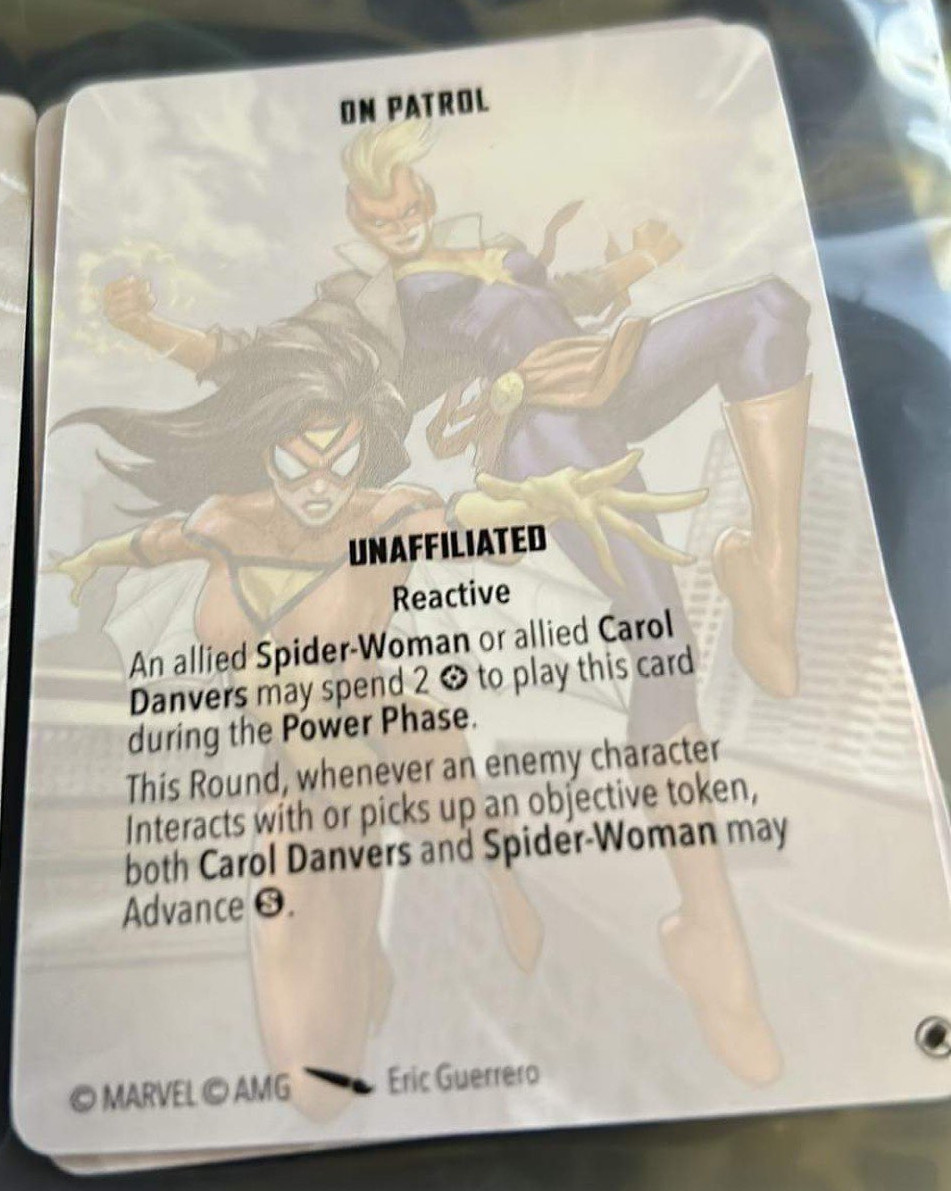 ON PATROL
UNAFFILIATED
Reactive
An allied Spider-Woman or allied Carol
Danvers may spend 2 to play this card
during the Power Phase.
This Round, whenever an enemy character
Interacts with or picks up an objective token,
both Carol Danvers and Spider-Woman may
Advance S.
© MARVEL © AMG Eric Guerrero